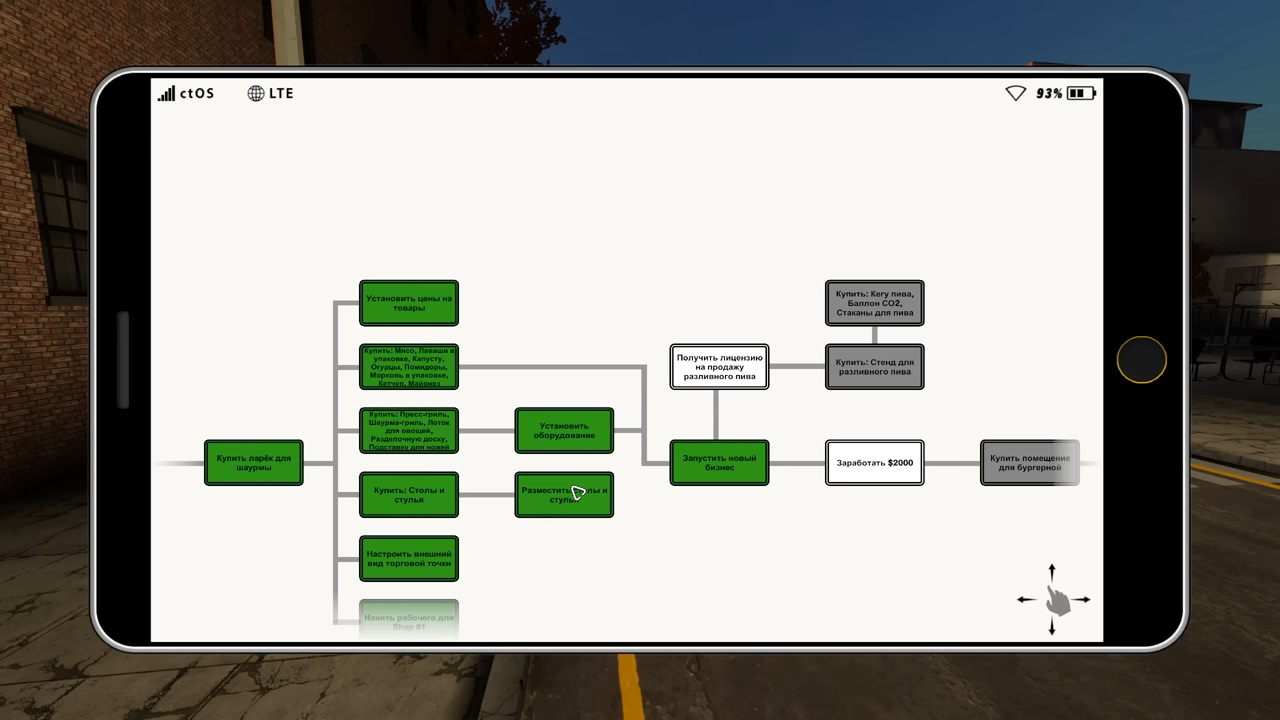 ctOS LTE 93%
Установить цены на
товары
Купить: Кегу пива,
Баллон CO2,
Стаканы для пива
Купить: Мясо, Лаваши в
упаковке, Капусту,
Огурцы, Помидоры,
Морковь в упаковке,
Кетчуп, Майонез
Получить лицензию
на продажу
разливного пива
Купить: Стенд для
разливного пива
Купить: Пресс-гриль,
Шаурма-гриль, Лоток
для овощей,
Разделочную доску,
Подставку для ножей
Установить
оборудование
Купить ларёк для
шаурмы
Запустить новый
бизнес
Заработать $2000
Купить помещение
для бургерной
Купить: Столы и
стулья
Разместить столы и
стулья
Настроить внешний
вид торговой точки
Нанять рабочего для
Shop #1